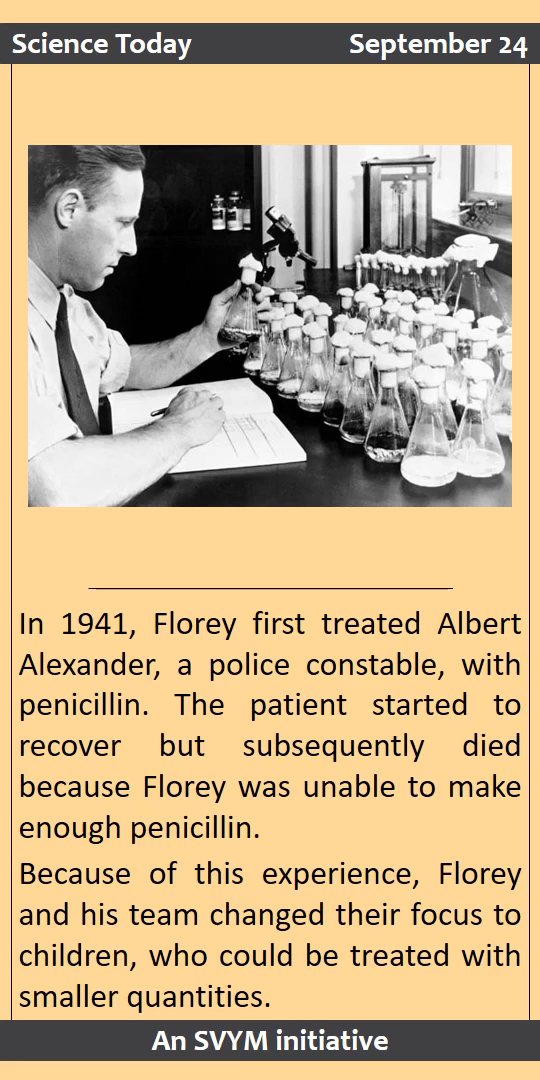 Science Today September 24
In 1941, Florey first treated Albert
Alexander, a police constable, with
penicillin. The patient started to
recover but subsequently died
because Florey was unable to make
enough penicillin.
Because of this experience, Florey
and his team changed their focus to
children, who could be treated with
smaller quantities.
An SVYM initiative